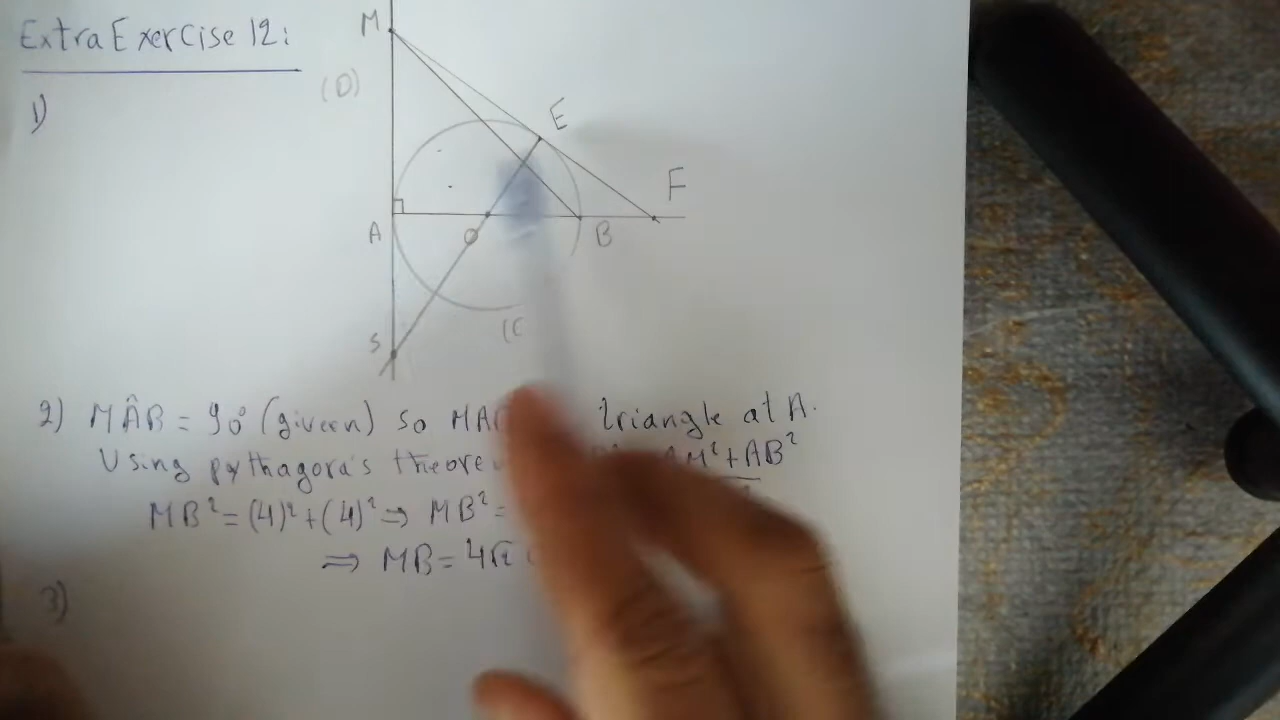 Extra Exercise 12:
1)
M
(D)
E
F
A
O
B
S
(C
2) MÂB = 90° (giveen) so MA triangle at A.
Using pythagora's theore AM²+AB²
MB² = (4)²+(4)² ⇒ MB² =
⇒ MB = 4√2
3)